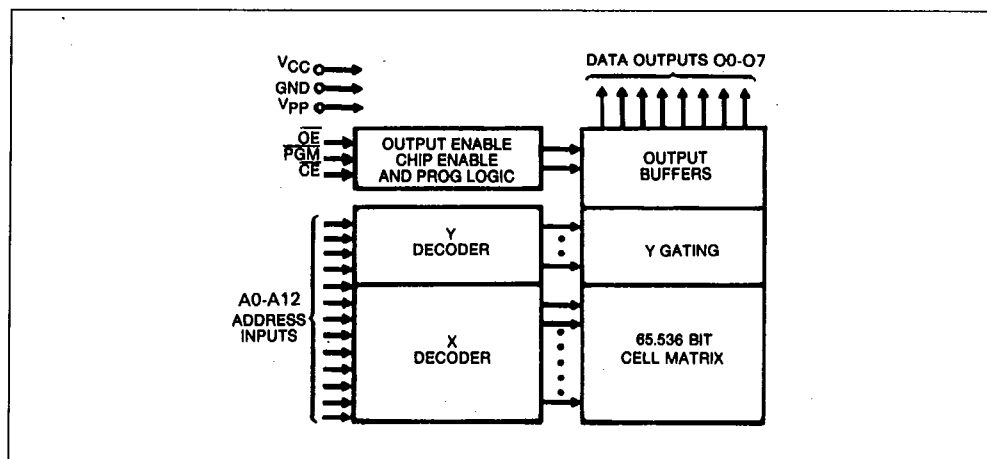 DATA OUTPUTS O0-O7
VCC
GND
VPP
OE
PGM
CE
OUTPUT ENABLE
CHIP ENABLE
AND PROG LOGIC
OUTPUT
BUFFERS
Y
DECODER
Y GATING
A0-A12
ADDRESS
INPUTS
X
DECODER
65.536 BIT
CELL MATRIX